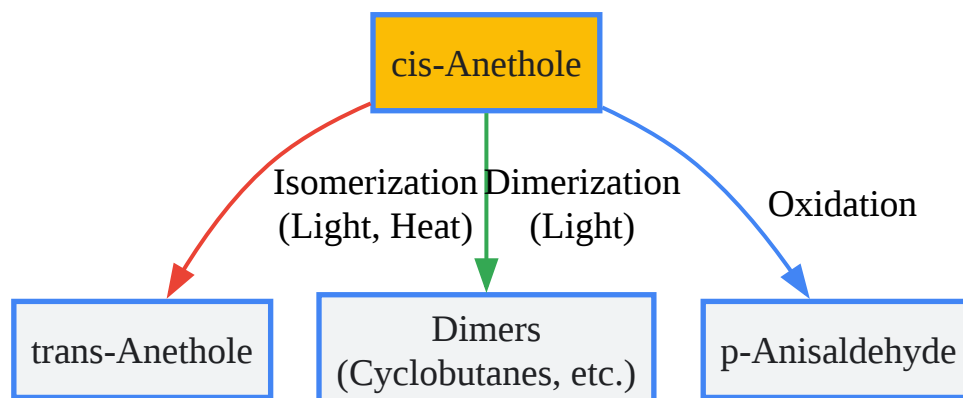 cis-Anethole
Isomerization
(Light, Heat)
Dimerization
(Light)
Oxidation
trans-Anethole
Dimers
(Cyclobutanes, etc.)
p-Anisaldehyde